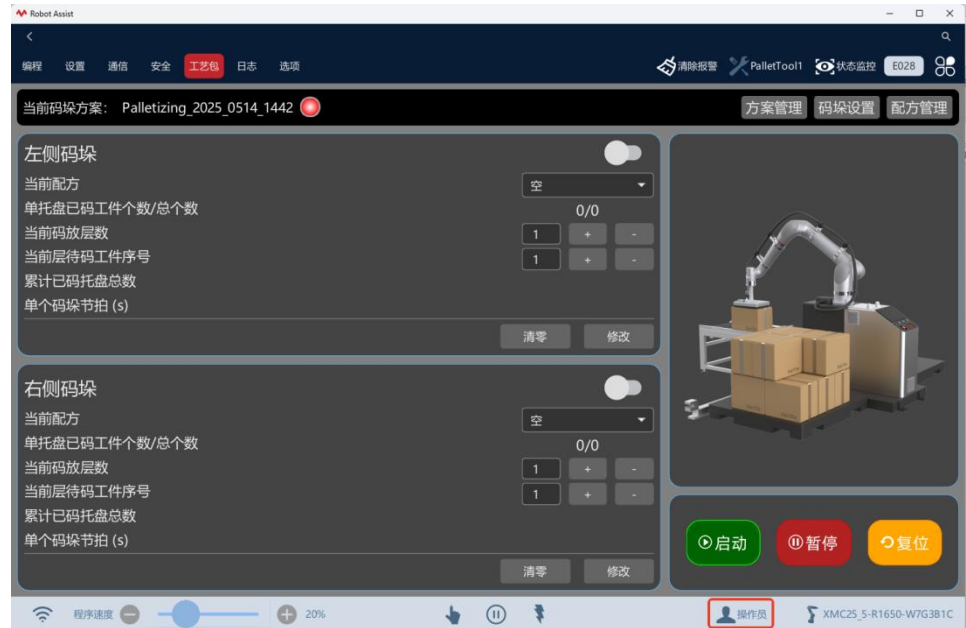 Robot Assist
编程 设置 通信 安全 工艺包 日志 选项 清除报警 PalletTool1 状态监控 E028
当前码垛方案： Palletizing_2025_0514_1442 方案管理 码垛设置 配方管理
左侧码垛
当前配方 空
单托盘已码工件个数/总个数 0/0
当前码放层数 1 + -
当前层待码工件序号 1 + -
累计已码托盘总数
单个码垛节拍 (s)
清零 修改
右侧码垛
当前配方 空
单托盘已码工件个数/总个数 0/0
当前码放层数 1 + -
当前层待码工件序号 1 + -
累计已码托盘总数
单个码垛节拍 (s)
清零 修改
启动 暂停 复位
程序速度 20% 操作员 XMC25_5-R1650-W7G3B1C